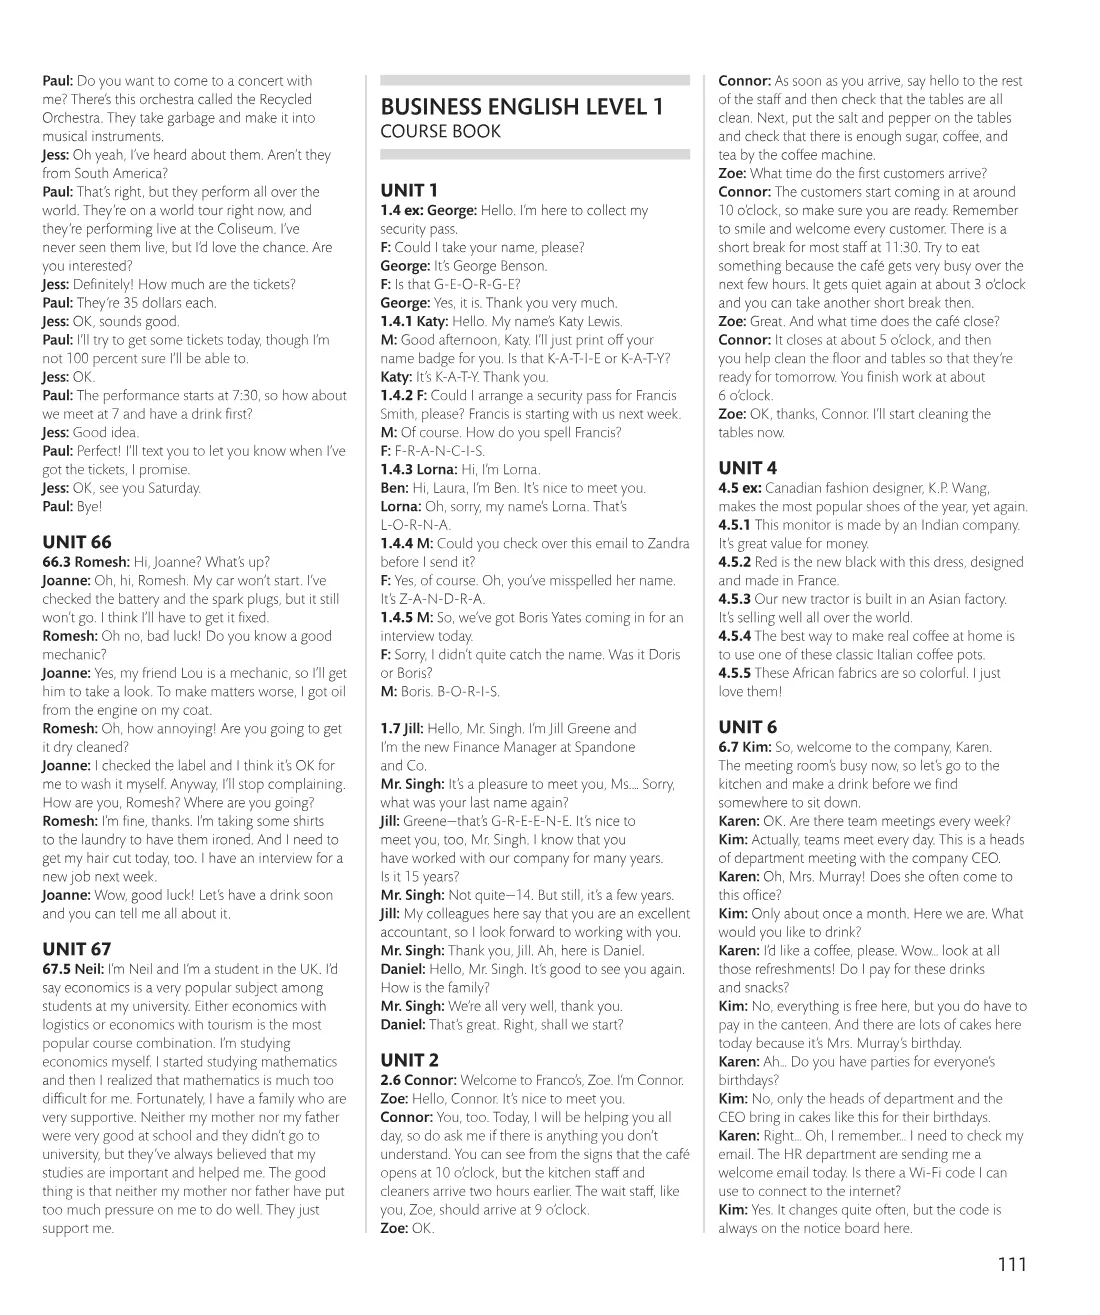 Paul: Do you want to come to a concert with
me? There's this orchestra called the Recycled
Orchestra. They take garbage and make it into
musical instruments.
Jess: Oh yeah, I've heard about them. Aren't they
from South America?
Paul: That's right, but they perform all over the
world. They're on a world tour right now, and
they're performing live at the Coliseum. I've
never seen them live, but I'd love the chance. Are
you interested?
Jess: Definitely! How much are the tickets?
Paul: They're 35 dollars each.
Jess: OK, sounds good.
Paul: I'll try to get some tickets today, though I'm
not 100 percent sure I'll be able to.
Jess: OK.
Paul: The performance starts at 7:30, so how about
we meet at 7 and have a drink first?
Jess: Good idea.
Paul: Perfect! I'll text you to let you know when I've
got the tickets, I promise.
Jess: OK, see you Saturday.
Paul: Bye!
UNIT 66
66.3 Romesh: Hi, Joanne? What's up?
Joanne: Oh, hi, Romesh. My car won't start. I've
checked the battery and the spark plugs, but it still
won't go. I think I'll have to get it fixed.
Romesh: Oh no, bad luck! Do you know a good
mechanic?
Joanne: Yes, my friend Lou is a mechanic, so I'll get
him to take a look. To make matters worse, I got oil
from the engine on my coat.
Romesh: Oh, how annoying! Are you going to get
it dry cleaned?
Joanne: I checked the label and I think it's OK for
me to wash it myself. Anyway, I'll stop complaining.
How are you, Romesh? Where are you going?
Romesh: I'm fine, thanks. I'm taking some shirts
to the laundry to have them ironed. And I need to
get my hair cut today, too. I have an interview for a
new job next week.
Joanne: Wow, good luck! Let's have a drink soon
and you can tell me all about it.
UNIT 67
67.5 Neil: I'm Neil and I'm a student in the UK. I'd
say economics is a very popular subject among
students at my university. Either economics with
logistics or economics with tourism is the most
popular course combination. I'm studying
economics myself. I started studying mathematics
and then I realized that mathematics is much too
difficult for me. Fortunately, I have a family who are
very supportive. Neither my mother nor my father
were very good at school and they didn't go to
university, but they've always believed that my
studies are important and helped me. The good
thing is that neither my mother nor father have put
too much pressure on me to do well. They just
support me.
BUSINESS ENGLISH LEVEL 1
COURSE BOOK
UNIT 1
1.4 ex: George: Hello. I'm here to collect my
security pass.
F: Could I take your name, please?
George: It's George Benson.
F: Is that G-E-O-R-G-E?
George: Yes, it is. Thank you very much.
1.4.1 Katy: Hello. My name's Katy Lewis.
M: Good afternoon, Katy. I'll just print off your
name badge for you. Is that K-A-T-I-E or K-A-T-Y?
Katy: It's K-A-T-Y. Thank you.
1.4.2 F: Could I arrange a security pass for Francis
Smith, please? Francis is starting with us next week.
M: Of course. How do you spell Francis?
F: F-R-A-N-C-I-S.
1.4.3 Lorna: Hi, I'm Lorna.
Ben: Hi, Laura, I'm Ben. It's nice to meet you.
Lorna: Oh, sorry, my name's Lorna. That's
L-O-R-N-A.
1.4.4 M: Could you check over this email to Zandra
before I send it?
F: Yes, of course. Oh, you've misspelled her name.
It's Z-A-N-D-R-A.
1.4.5 M: So, we've got Boris Yates coming in for an
interview today.
F: Sorry, I didn't quite catch the name. Was it Doris
or Boris?
M: Boris. B-O-R-I-S.
1.7 Jill: Hello, Mr. Singh. I'm Jill Greene and
I'm the new Finance Manager at Spandone
and Co.
Mr. Singh: It's a pleasure to meet you, Ms.... Sorry,
what was your last name again?
Jill: Greene—that's G-R-E-E-N-E. It's nice to
meet you, too, Mr. Singh. I know that you
have worked with our company for many years.
Is it 15 years?
Mr. Singh: Not quite—14. But still, it's a few years.
Jill: My colleagues here say that you are an excellent
accountant, so I look forward to working with you.
Mr. Singh: Thank you, Jill. Ah, here is Daniel.
Daniel: Hello, Mr. Singh. It's good to see you again.
How is the family?
Mr. Singh: We're all very well, thank you.
Daniel: That's great. Right, shall we start?
UNIT 2
2.6 Connor: Welcome to Franco's, Zoe. I'm Connor.
Zoe: Hello, Connor. It's nice to meet you.
Connor: You, too. Today, I will be helping you all
day, so do ask me if there is anything you don't
understand. You can see from the signs that the café
opens at 10 o'clock, but the kitchen staff and
cleaners arrive two hours earlier. The wait staff, like
you, Zoe, should arrive at 9 o'clock.
Zoe: OK.
Connor: As soon as you arrive, say hello to the rest
of the staff and then check that the tables are all
clean. Next, put the salt and pepper on the tables
and check that there is enough sugar, coffee, and
tea by the coffee machine.
Zoe: What time do the first customers arrive?
Connor: The customers start coming in at around
10 o'clock, so make sure you are ready. Remember
to smile and welcome every customer. There is a
short break for most staff at 11:30. Try to eat
something because the café gets very busy over the
next few hours. It gets quiet again at about 3 o'clock
and you can take another short break then.
Zoe: Great. And what time does the café close?
Connor: It closes at about 5 o'clock, and then
you help clean the floor and tables so that they're
ready for tomorrow. You finish work at about
6 o'clock.
Zoe: OK, thanks, Connor. I'll start cleaning the
tables now.
UNIT 4
4.5 ex: Canadian fashion designer, K.P. Wang,
makes the most popular shoes of the year, yet again.
4.5.1 This monitor is made by an Indian company.
It's great value for money.
4.5.2 Red is the new black with this dress, designed
and made in France.
4.5.3 Our new tractor is built in an Asian factory.
It's selling well all over the world.
4.5.4 The best way to make real coffee at home is
to use one of these classic Italian coffee pots.
4.5.5 These African fabrics are so colorful. I just
love them!
UNIT 6
6.7 Kim: So, welcome to the company, Karen.
The meeting room's busy now, so let's go to the
kitchen and make a drink before we find
somewhere to sit down.
Karen: OK. Are there team meetings every week?
Kim: Actually, teams meet every day. This is a heads
of department meeting with the company CEO.
Karen: Oh, Mrs. Murray! Does she often come to
this office?
Kim: Only about once a month. Here we are. What
would you like to drink?
Karen: I'd like a coffee, please. Wow... look at all
those refreshments! Do I pay for these drinks
and snacks?
Kim: No, everything is free here, but you do have to
pay in the canteen. And there are lots of cakes here
today because it's Mrs. Murray's birthday.
Karen: Ah... Do you have parties for everyone's
birthdays?
Kim: No, only the heads of department and the
CEO bring in cakes like this for their birthdays.
Karen: Right... Oh, I remember... I need to check my
email. The HR department are sending me a
welcome email today. Is there a Wi-Fi code I can
use to connect to the internet?
Kim: Yes. It changes quite often, but the code is
always on the notice board here.
111